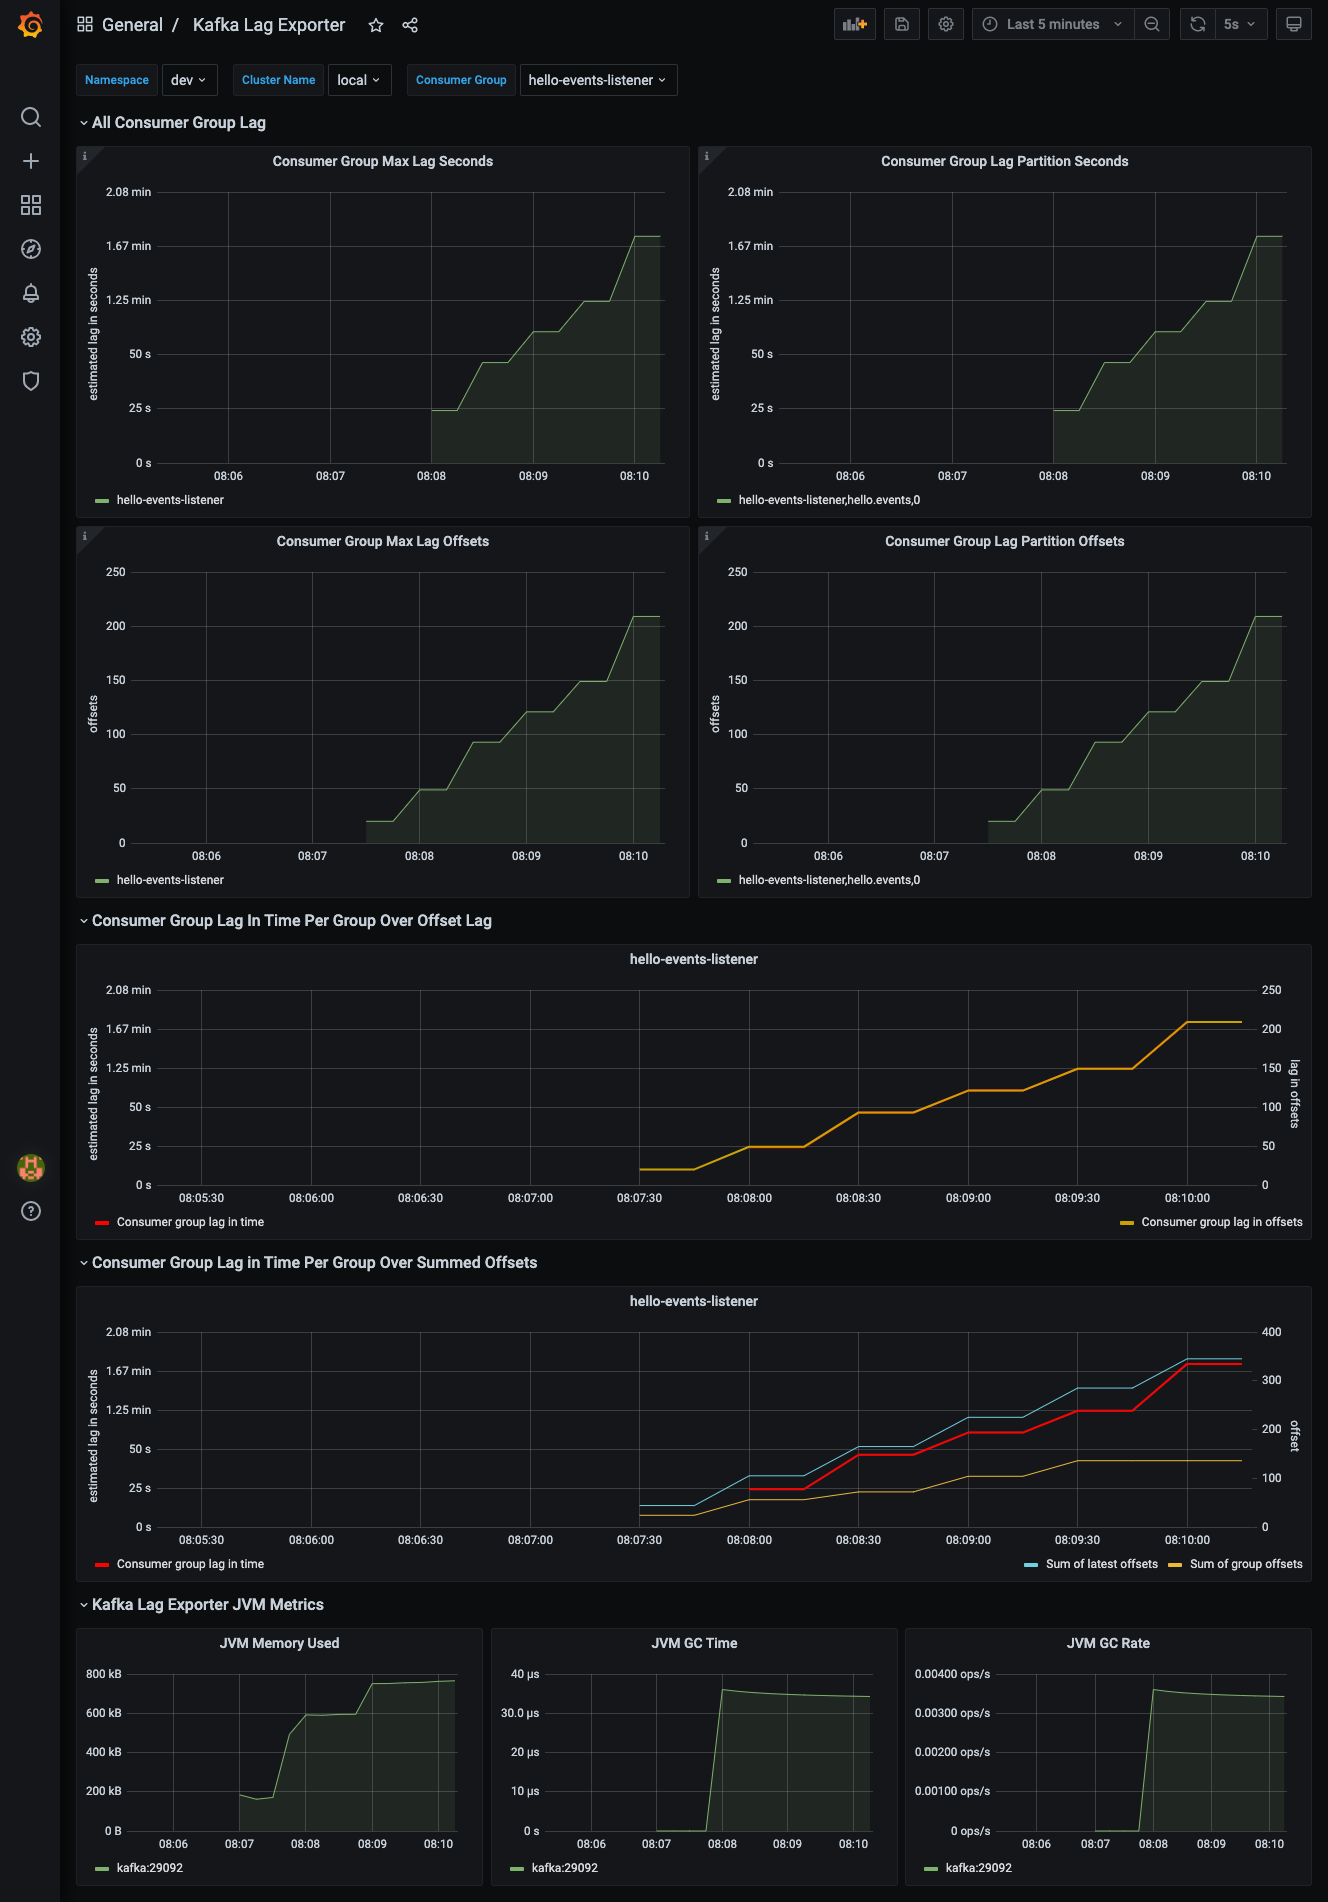 General / Kafka Lag Exporter
Last 5 minutes
5s
Namespace dev Cluster Name local Consumer Group hello-events-listener
All Consumer Group Lag
Consumer Group Max Lag Seconds
estimated lag in seconds
2.08 min
1.67 min
1.25 min
50 s
25 s
0 s
08:06 08:07 08:08 08:09 08:10
hello-events-listener
Consumer Group Lag Partition Seconds
estimated lag in seconds
2.08 min
1.67 min
1.25 min
50 s
25 s
0 s
08:06 08:07 08:08 08:09 08:10
hello-events-listener,hello.events,0
Consumer Group Max Lag Offsets
offsets
250
200
150
100
50
0
08:06 08:07 08:08 08:09 08:10
hello-events-listener
Consumer Group Lag Partition Offsets
offsets
250
200
150
100
50
0
08:06 08:07 08:08 08:09 08:10
hello-events-listener,hello.events,0
Consumer Group Lag In Time Per Group Over Offset Lag
hello-events-listener
estimated lag in seconds
2.08 min
1.67 min
1.25 min
50 s
25 s
0 s
250
200
150
100
50
0
lag in offsets
08:05:30 08:06:00 08:06:30 08:07:00 08:07:30 08:08:00 08:08:30 08:09:00 08:09:30 08:10:00
Consumer group lag in time
Consumer group lag in offsets
Consumer Group Lag in Time Per Group Over Summed Offsets
hello-events-listener
estimated lag in seconds
2.08 min
1.67 min
1.25 min
50 s
25 s
0 s
400
300
200
100
0
offset
08:05:30 08:06:00 08:06:30 08:07:00 08:07:30 08:08:00 08:08:30 08:09:00 08:09:30 08:10:00
Consumer group lag in time
Sum of latest offsets Sum of group offsets
Kafka Lag Exporter JVM Metrics
JVM Memory Used
800 kB
600 kB
400 kB
200 kB
0 B
08:06 08:07 08:08 08:09 08:10
kafka:29092
JVM GC Time
40 µs
30.0 µs
20 µs
10 µs
0 s
08:06 08:07 08:08 08:09 08:10
kafka:29092
JVM GC Rate
0.00400 ops/s
0.00300 ops/s
0.00200 ops/s
0.00100 ops/s
0 ops/s
08:06 08:07 08:08 08:09 08:10
kafka:29092